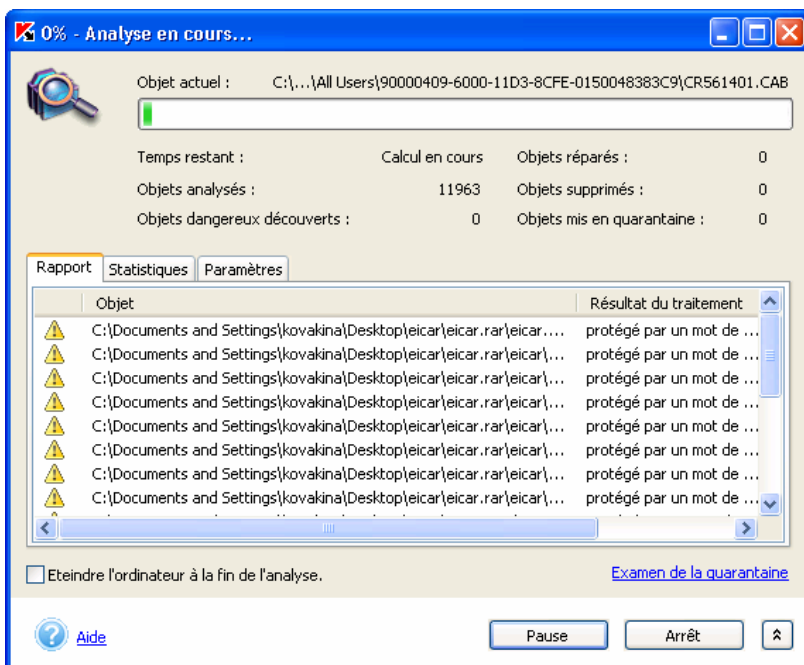 0% - Analyse en cours...
Objet actuel : C:\...\All Users\90000409-6000-11D3-8CFE-0150048383C9\CR561401.CAB
Temps restant : Calcul en cours Objets réparés : 0
Objets analysés : 11963 Objets supprimés : 0
Objets dangereux découverts : 0 Objets mis en quarantaine : 0
Rapport Statistiques Paramètres
Objet Résultat du traitement
C:\Documents and Settings\kovakina\Desktop\eicar\eicar.rar\eicar.... protégé par un mot de ...
C:\Documents and Settings\kovakina\Desktop\eicar\eicar.rar\eicar\... protégé par un mot de ...
C:\Documents and Settings\kovakina\Desktop\eicar\eicar.rar\eicar\... protégé par un mot de ...
C:\Documents and Settings\kovakina\Desktop\eicar\eicar.rar\eicar\... protégé par un mot de ...
C:\Documents and Settings\kovakina\Desktop\eicar\eicar.rar\eicar\... protégé par un mot de ...
C:\Documents and Settings\kovakina\Desktop\eicar\eicar.rar\eicar\... protégé par un mot de ...
C:\Documents and Settings\kovakina\Desktop\eicar\eicar.rar\eicar\... protégé par un mot de ...
C:\Documents and Settings\kovakina\Desktop\eicar\eicar.rar\eicar\... protégé par un mot de ...
Eteindre l'ordinateur à la fin de l'analyse. Examen de la quarantaine
Aide Pause Arrêt